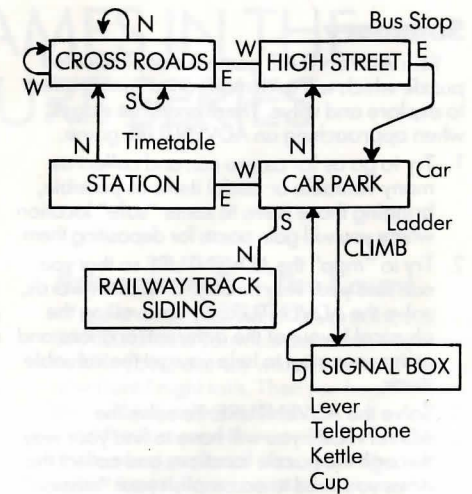 N
Bus Stop
CROSS ROADS
W
HIGH STREET
E
W
E
S
N
Timetable
N
STATION
W
CAR PARK
Car
E
S
Ladder
N
CLIMB
RAILWAY TRACK
SIDING
D
SIGNAL BOX
Lever
Telephone
Kettle
Cup